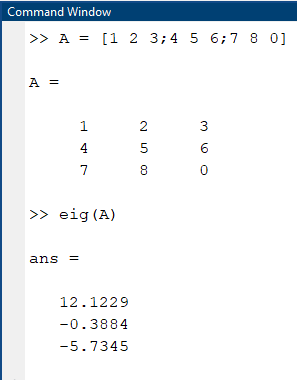 Command Window
>> A = [1 2 3;4 5 6;7 8 0]
A =
1 2 3
4 5 6
7 8 0
>> eig(A)
ans =
12.1229
-0.3884
-5.7345